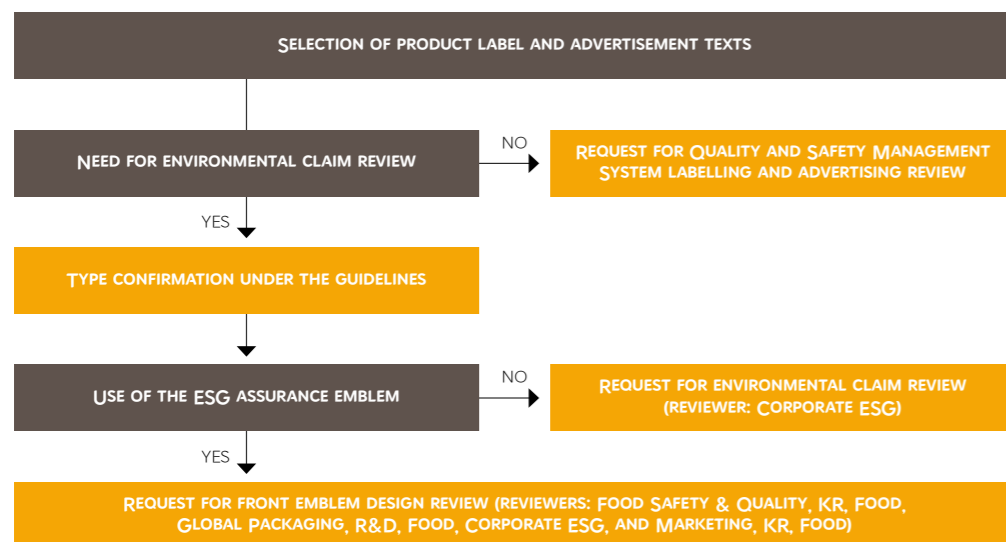 Selection of product label and advertisement texts
Need for environmental claim review
NO
Request for Quality and Safety Management
System labelling and advertising review
YES
Type confirmation under the guidelines
Use of the ESG assurance emblem
NO
Request for environmental claim review
(reviewer: Corporate ESG)
YES
Request for front emblem design review (reviewers: Food Safety & Quality, KR, Food,
Global Packaging, R&D, Food, Corporate ESG, and Marketing, KR, Food)